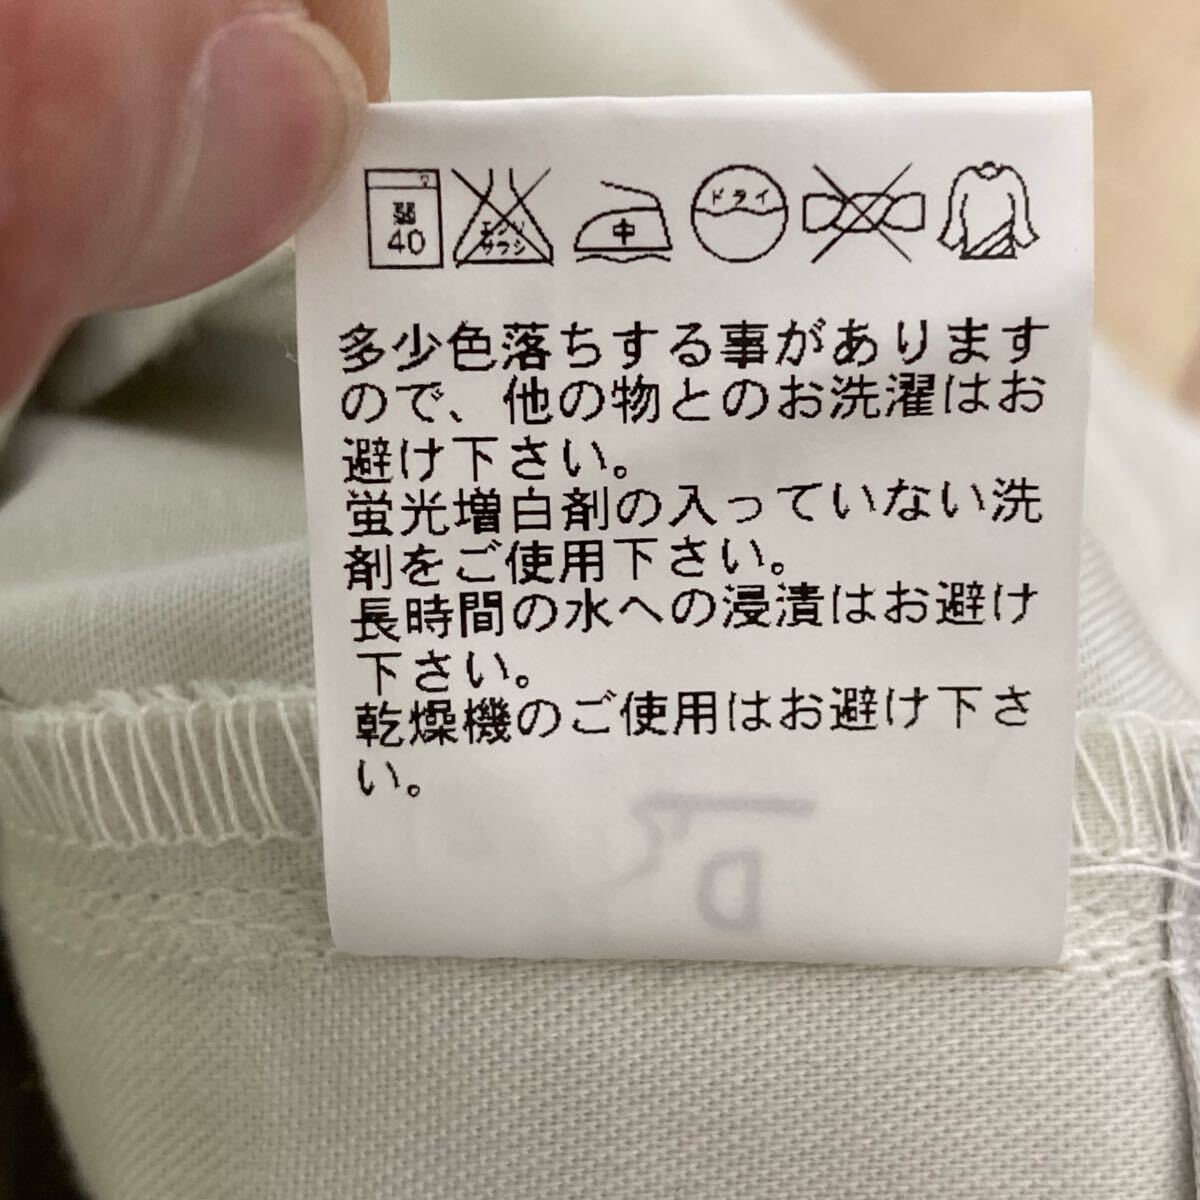 弱 40 エンソ サラシ 中 ドライ
多少色落ちする事があります
ので、他の物とのお洗濯はお
避け下さい。
蛍光増白剤の入っていない洗
剤をご使用下さい。
長時間の水への浸漬はお避け
下さい。
乾燥機のご使用はお避け下さ
い。